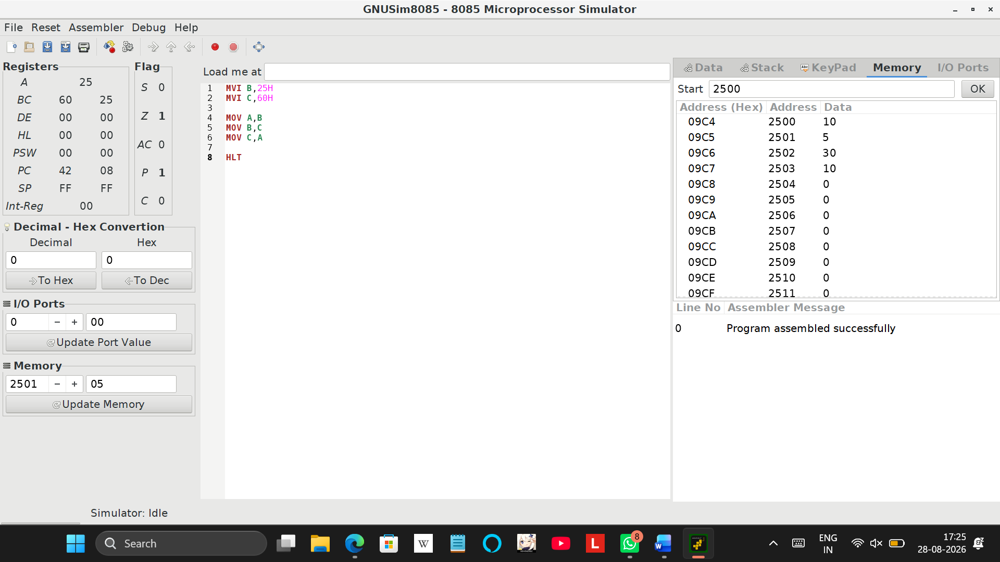 GNUSim8085 - 8085 Microprocessor Simulator
File Reset Assembler Debug Help
Registers
A 25
BC 60 25
DE 00 00
HL 00 00
PSW 00 00
PC 42 08
SP FF FF
Int-Reg 00
Flag
S 0
Z 1
AC 0
P 1
C 0
Decimal - Hex Convertion
Decimal Hex
0 0
To Hex To Dec
I/O Ports
0 − + 00
Update Port Value
Memory
2501 − + 05
Update Memory
Load me at
1 MVI B,25H
2 MVI C,60H
3
4 MOV A,B
5 MOV B,C
6 MOV C,A
7
8 HLT
Data Stack Abc KeyPad Memory I/O Ports
Start 2500 OK
Address (Hex) Address Data
09C4 2500 10
09C5 2501 5
09C6 2502 30
09C7 2503 10
09C8 2504 0
09C9 2505 0
09CA 2506 0
09CB 2507 0
09CC 2508 0
09CD 2509 0
09CE 2510 0
09CF 2511 0
Line No Assembler Message
0 Program assembled successfully
Simulator: Idle
Search
W
L
8
W
ENG
IN
17:25
28-08-2026